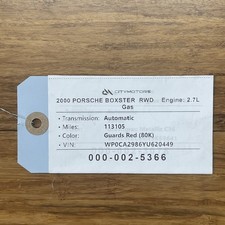 CITYMOTORS
2000 PORSCHE BOXSTER RWD Engine: 2.7L
Gas
• Transmission: Automatic
• Miles: 113105
• Color: Guards Red (80K)
• VIN: WP0CA2986YU620449
000-002-5366